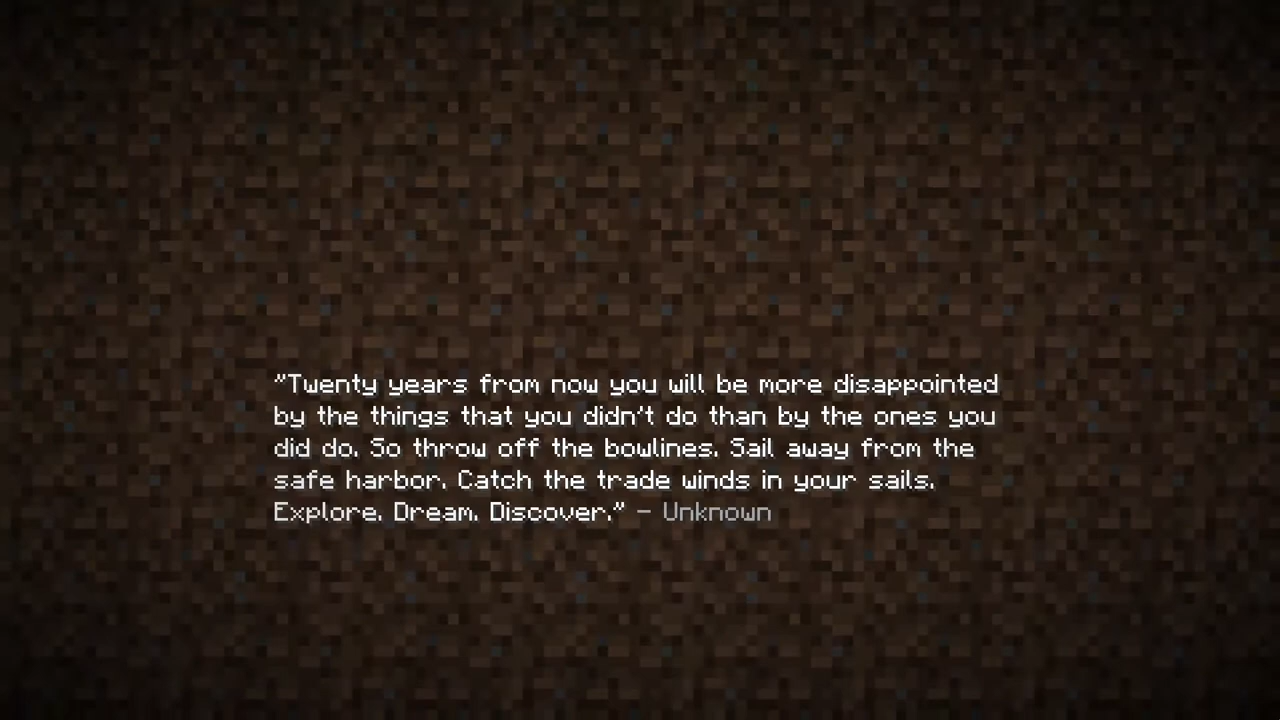 "Twenty years from now you will be more disappointed
by the things that you didn't do than by the ones you
did do. So throw off the bowlines. Sail away from the
safe harbor. Catch the trade winds in your sails.
Explore. Dream. Discover." - Unknown